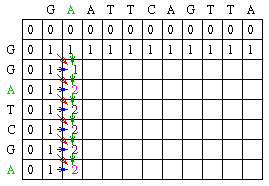 G A A T T C A G T T A
0 0 0 0 0 0 0 0 0 0 0 0
G 0 1 1 1 1 1 1 1 1 1 1 1
G 0 1 1
A 0 1 2
T 0 1 2
C 0 1 2
G 0 1 2
A 0 1 2